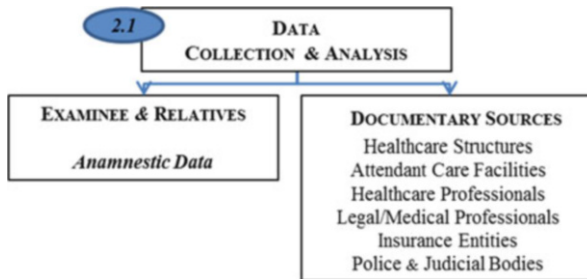 2.1
DATA
COLLECTION & ANALYSIS
EXAMINEE & RELATIVES
Anamnestic Data
DOCUMENTARY SOURCES
Healthcare Structures
Attendant Care Facilities
Healthcare Professionals
Legal/Medical Professionals
Insurance Entities
Police & Judicial Bodies